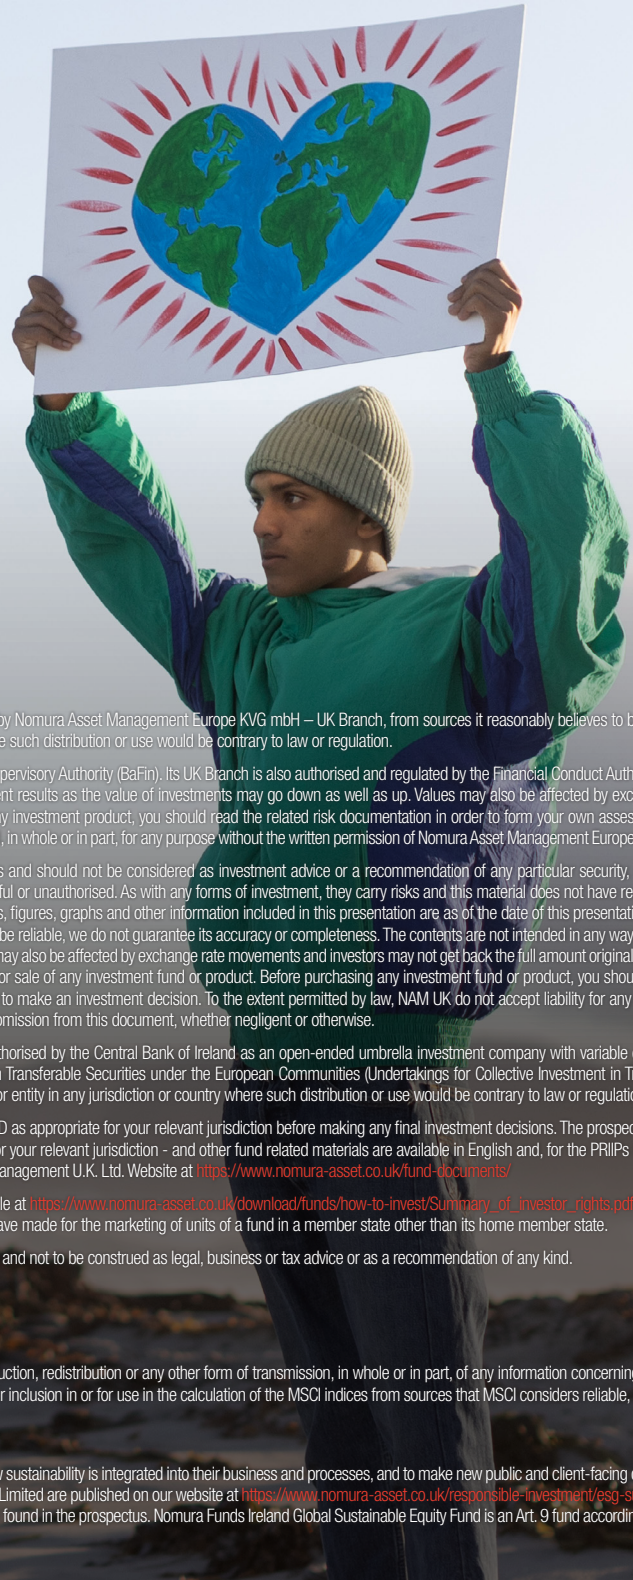 by Nomura Asset Management Europe KVG mbH – UK Branch, from sources it reasonably believes to b
e such distribution or use would be contrary to law or regulation.
pervisory Authority (BaFin). Its UK Branch is also authorised and regulated by the Financial Conduct Auth
nt results as the value of investments may go down as well as up. Values may also be affected by exc
ny investment product, you should read the related risk documentation in order to form your own asses
, in whole or in part, for any purpose without the written permission of Nomura Asset Management Europe
s and should not be considered as investment advice or a recommendation of any particular security,
ful or unauthorised. As with any forms of investment, they carry risks and this material does not have re
s, figures, graphs and other information included in this presentation are as of the date of this presentati
be reliable, we do not guarantee its accuracy or completeness. The contents are not intended in any way
may also be affected by exchange rate movements and investors may not get back the full amount original
or sale of any investment fund or product. Before purchasing any investment fund or product, you shou
to make an investment decision. To the extent permitted by law, NAM UK do not accept liability for any
omission from this document, whether negligent or otherwise.
thorised by the Central Bank of Ireland as an open-ended umbrella investment company with variable
n Transferable Securities under the European Communities (Undertakings for Collective Investment in Tr
or entity in any jurisdiction or country where such distribution or use would be contrary to law or regulatio
D as appropriate for your relevant jurisdiction before making any final investment decisions. The prospec
or your relevant jurisdiction - and other fund related materials are available in English and, for the PRIIPs
anagement U.K. Ltd. Website at https://www.nomura-asset.co.uk/fund-documents/
le at https://www.nomura-asset.co.uk/download/funds/how-to-invest/Summary_of_investor_rights.pdf
ave made for the marketing of units of a fund in a member state other than its home member state.
and not to be construed as legal, business or tax advice or as a recommendation of any kind.
uction, redistribution or any other form of transmission, in whole or in part, of any information concerning
r inclusion in or for use in the calculation of the MSCI indices from sources that MSCI considers reliable,
w sustainability is integrated into their business and processes, and to make new public and client-facing
Limited are published on our website at https://www.nomura-asset.co.uk/responsible-investment/esg-s
found in the prospectus. Nomura Funds Ireland Global Sustainable Equity Fund is an Art. 9 fund accordin